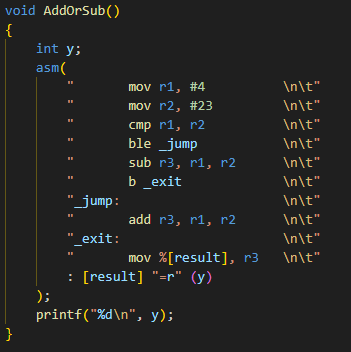 void AddOrSub()
{
    int y;
    asm(
        "       mov r1, #4          \n\t"
        "       mov r2, #23         \n\t"
        "       cmp r1, r2          \n\t"
        "       ble _jump           \n\t"
        "       sub r3, r1, r2      \n\t"
        "       b _exit             \n\t"
        "_jump:                     \n\t"
        "       add r3, r1, r2      \n\t"
        "_exit:                     \n\t"
        "       mov %[result], r3   \n\t"
        : [result] "=r" (y)
    );
    printf("%d\n", y);
}